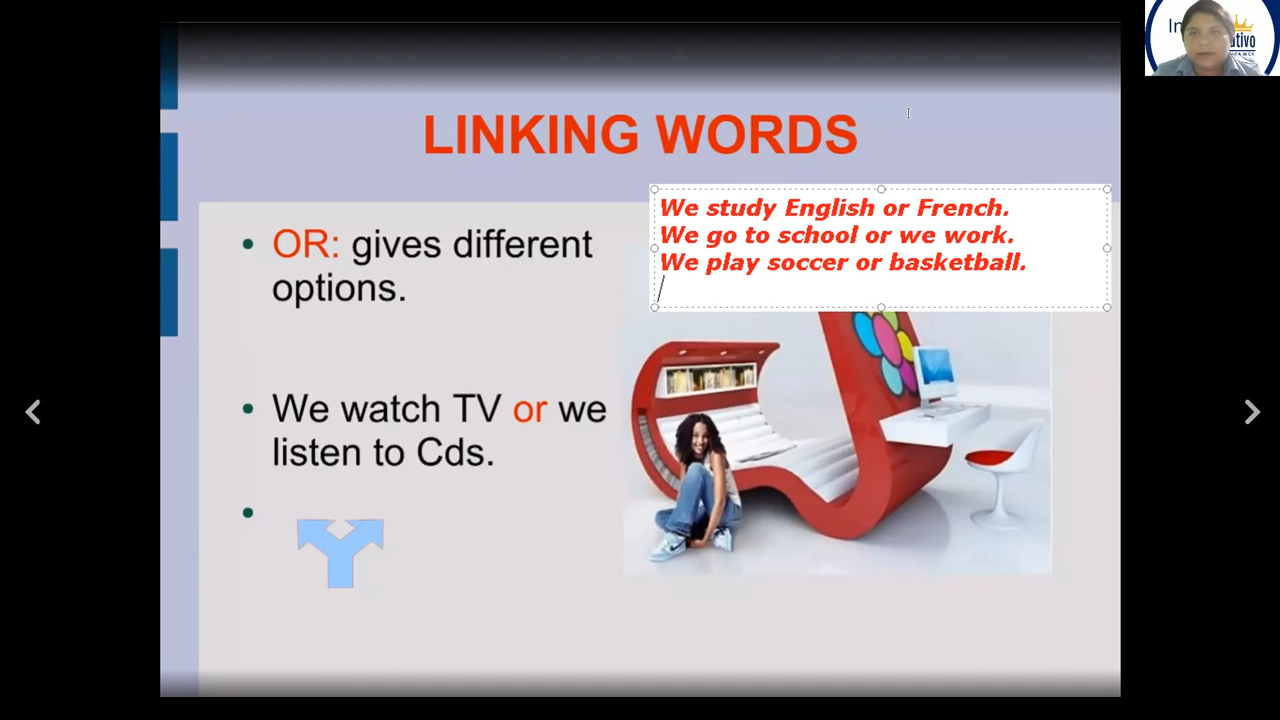 LINKING WORDS
OR: gives different
options.
We watch TV or we
listen to Cds.
We study English or French.
We go to school or we work.
We play soccer or basketball.